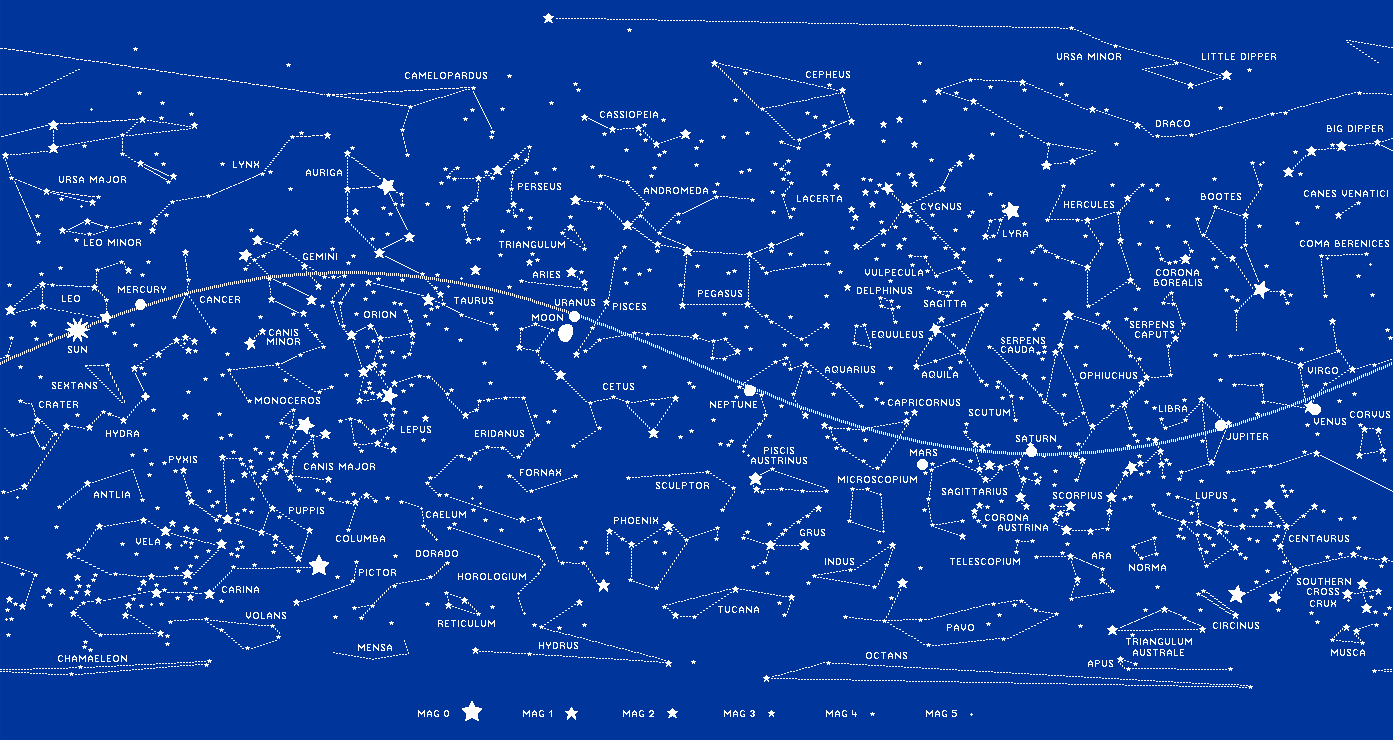 URSA MINOR
LITTLE DIPPER
CAMELOPARDUS
CEPHEUS
CASSIOPEIA
DRACO
BIG DIPPER
LYNX
URSA MAJOR
AURIGA
PERSEUS
ANDROMEDA
LACERTA
CYGNUS
HERCULES
BOOTES
CANES VENATICI
LYRA
LEO MINOR
TRIANGULUM
COMA BERENICES
GEMINI
ARIES
VULPECULA
CORONA
BOREALIS
MERCURY
LEO
CANCER
TAURUS
URANUS
PISCES
PEGASUS
DELPHINUS
SAGITTA
ORION
MOON
SERPENS
CAPUT
CANIS
MINOR
EQUULEUS
SERPENS
CAUDA
SUN
SEXTANS
CETUS
AQUARIUS
AQUILA
OPHIUCHUS
VIRGO
CRATER
MONOCEROS
NEPTUNE
CAPRICORNUS
SCUTUM
LIBRA
VENUS
CORVUS
HYDRA
LEPUS
ERIDANUS
SATURN
JUPITER
PYXIS
CANIS MAJOR
PISCIS
AUSTRINUS
MARS
FORNAX
SCULPTOR
MICROSCOPIUM
ANTLIA
SAGITTARIUS
SCORPIUS
LUPUS
PUPPIS
CAELUM
PHOENIX
CORONA
AUSTRINA
VELA
COLUMBA
GRUS
CENTAURUS
DORADO
INDUS
TELESCOPIUM
ARA
NORMA
PICTOR
HOROLOGIUM
CARINA
SOUTHERN
CROSS
CRUX
VOLANS
RETICULUM
TUCANA
PAVO
CIRCINUS
MENSA
HYDRUS
TRIANGULUM
AUSTRALE
MUSCA
CHAMAELEON
OCTANS
APUS
MAG 0
MAG 1
MAG 2
MAG 3
MAG 4
MAG 5